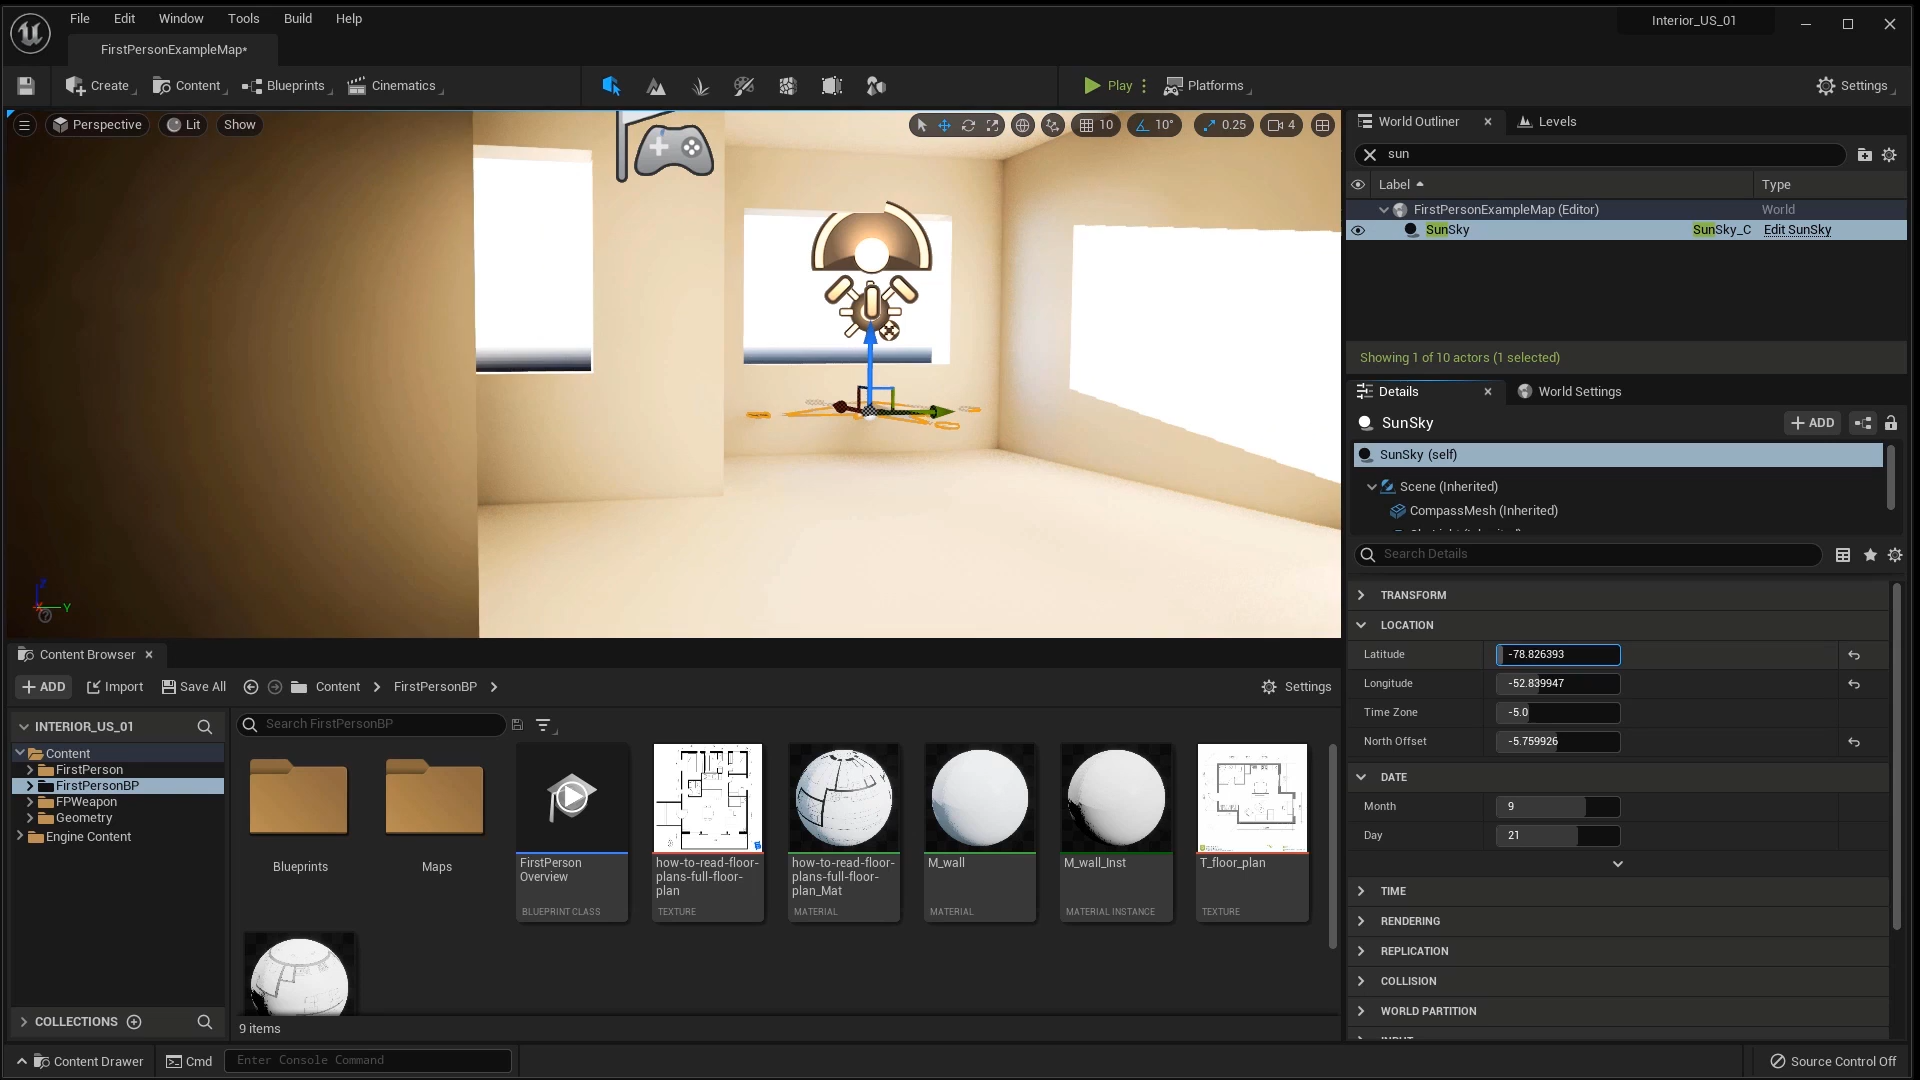 File Edit Window Tools Build Help
Interior_US_01
FirstPersonExampleMap*
Create Content Blueprints Cinematics Play Platforms Settings
Perspective Lit Show 10 10° 0.25 4
World Outliner Levels
sun
Label Type
FirstPersonExampleMap (Editor) World
SunSky SunSky_C Edit SunSky
Showing 1 of 10 actors (1 selected)
Details World Settings
SunSky ADD
SunSky (self)
Scene (Inherited)
CompassMesh (Inherited)
Search Details
TRANSFORM
LOCATION
Latitude -78.826393
Longitude -52.839947
Time Zone -5.0
North Offset -5.759926
DATE
Month 9
Day 21
TIME
RENDERING
REPLICATION
COLLISION
WORLD PARTITION
Z
Y
Content Browser
ADD Import Save All Content FirstPersonBP Settings
INTERIOR_US_01
Content
FirstPerson
FirstPersonBP
FPWeapon
Geometry
Engine Content
COLLECTIONS
Search FirstPersonBP
Blueprints
Maps
FirstPerson
Overview
BLUEPRINT CLASS
how-to-read-floor-
plans-full-floor-
plan
TEXTURE
how-to-read-floor-
plans-full-floor-
plan_Mat
MATERIAL
M_wall
MATERIAL
M_wall_Inst
MATERIAL INSTANCE
T_floor_plan
TEXTURE
9 items
Content Drawer Cmd Enter Console Command Source Control Off